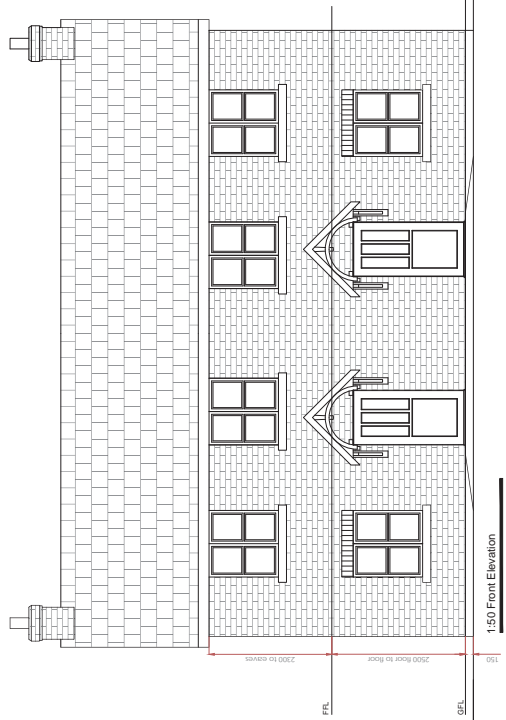 2300 to eaves
FFL
2500 floor to floor
GFL
150
1:50 Front Elevation